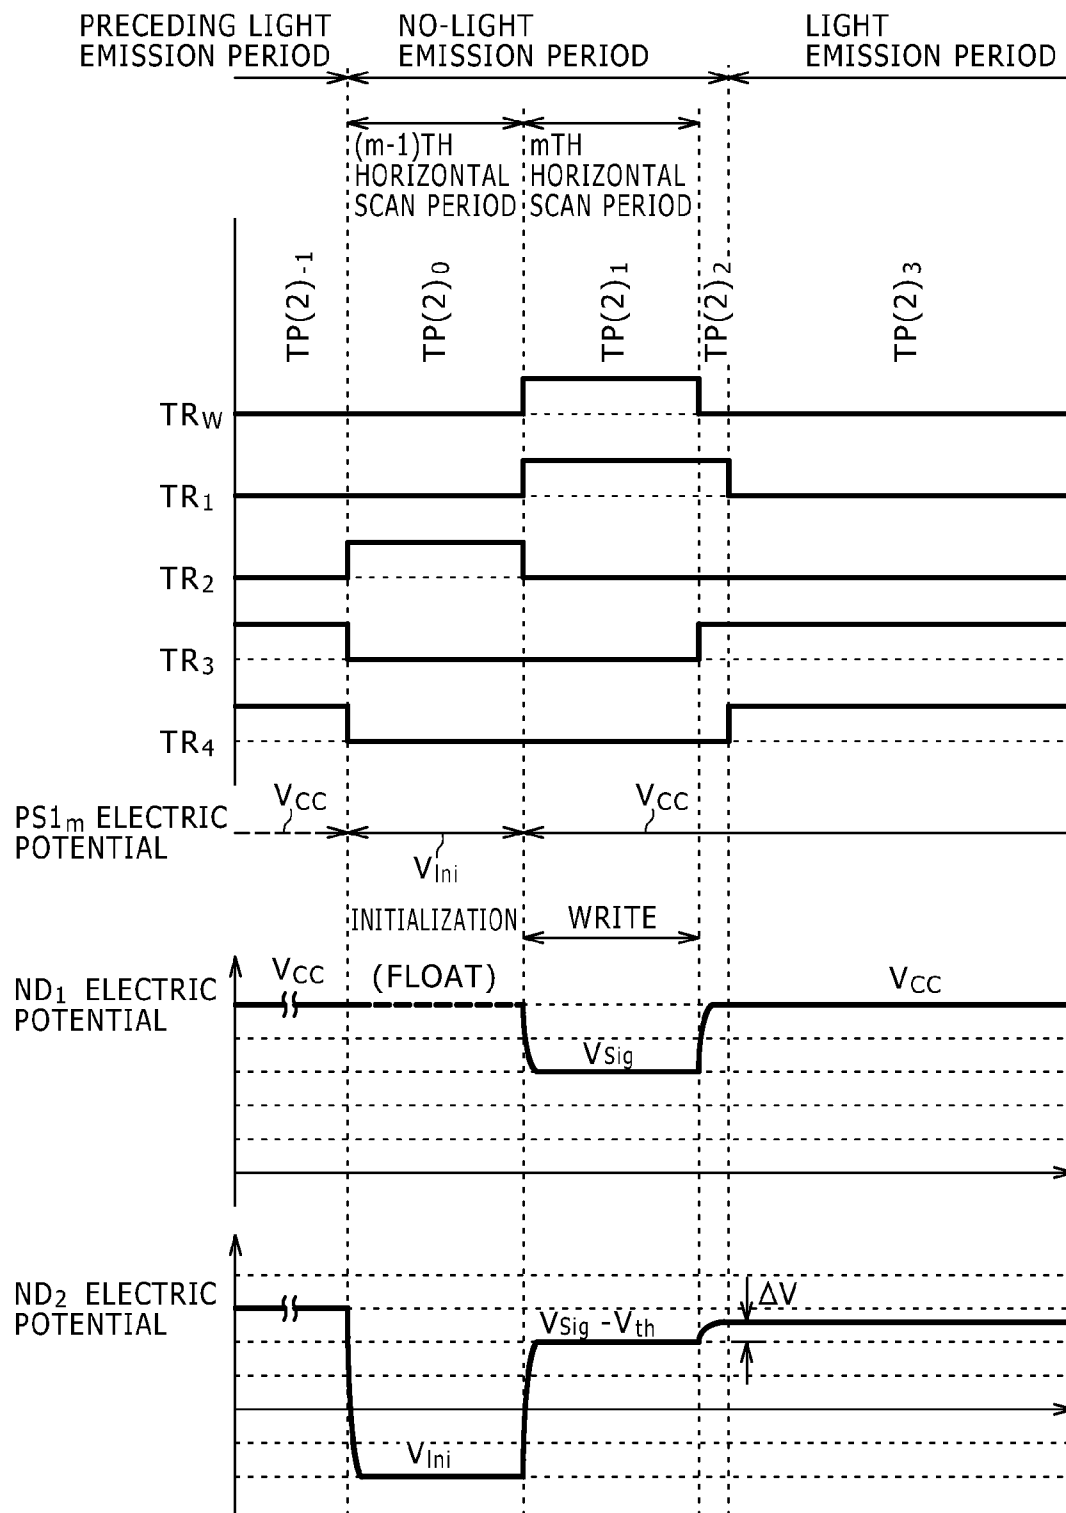 PRECEDING LIGHT
EMISSION PERIOD
NO-LIGHT
EMISSION PERIOD
LIGHT
EMISSION PERIOD
(m-1)TH
HORIZONTAL
SCAN PERIOD
mTH
HORIZONTAL
SCAN PERIOD
TP(2)-1
TP(2)0
TP(2)1
TP(2)2
TP(2)3
TRW
TR1
TR2
TR3
TR4
PS1m ELECTRIC
POTENTIAL
VCC
VIni
VCC
INITIALIZATION
WRITE
ND1 ELECTRIC
POTENTIAL
VCC
(FLOAT)
VSig
VCC
ND2 ELECTRIC
POTENTIAL
VIni
VSig -Vth
ΔV